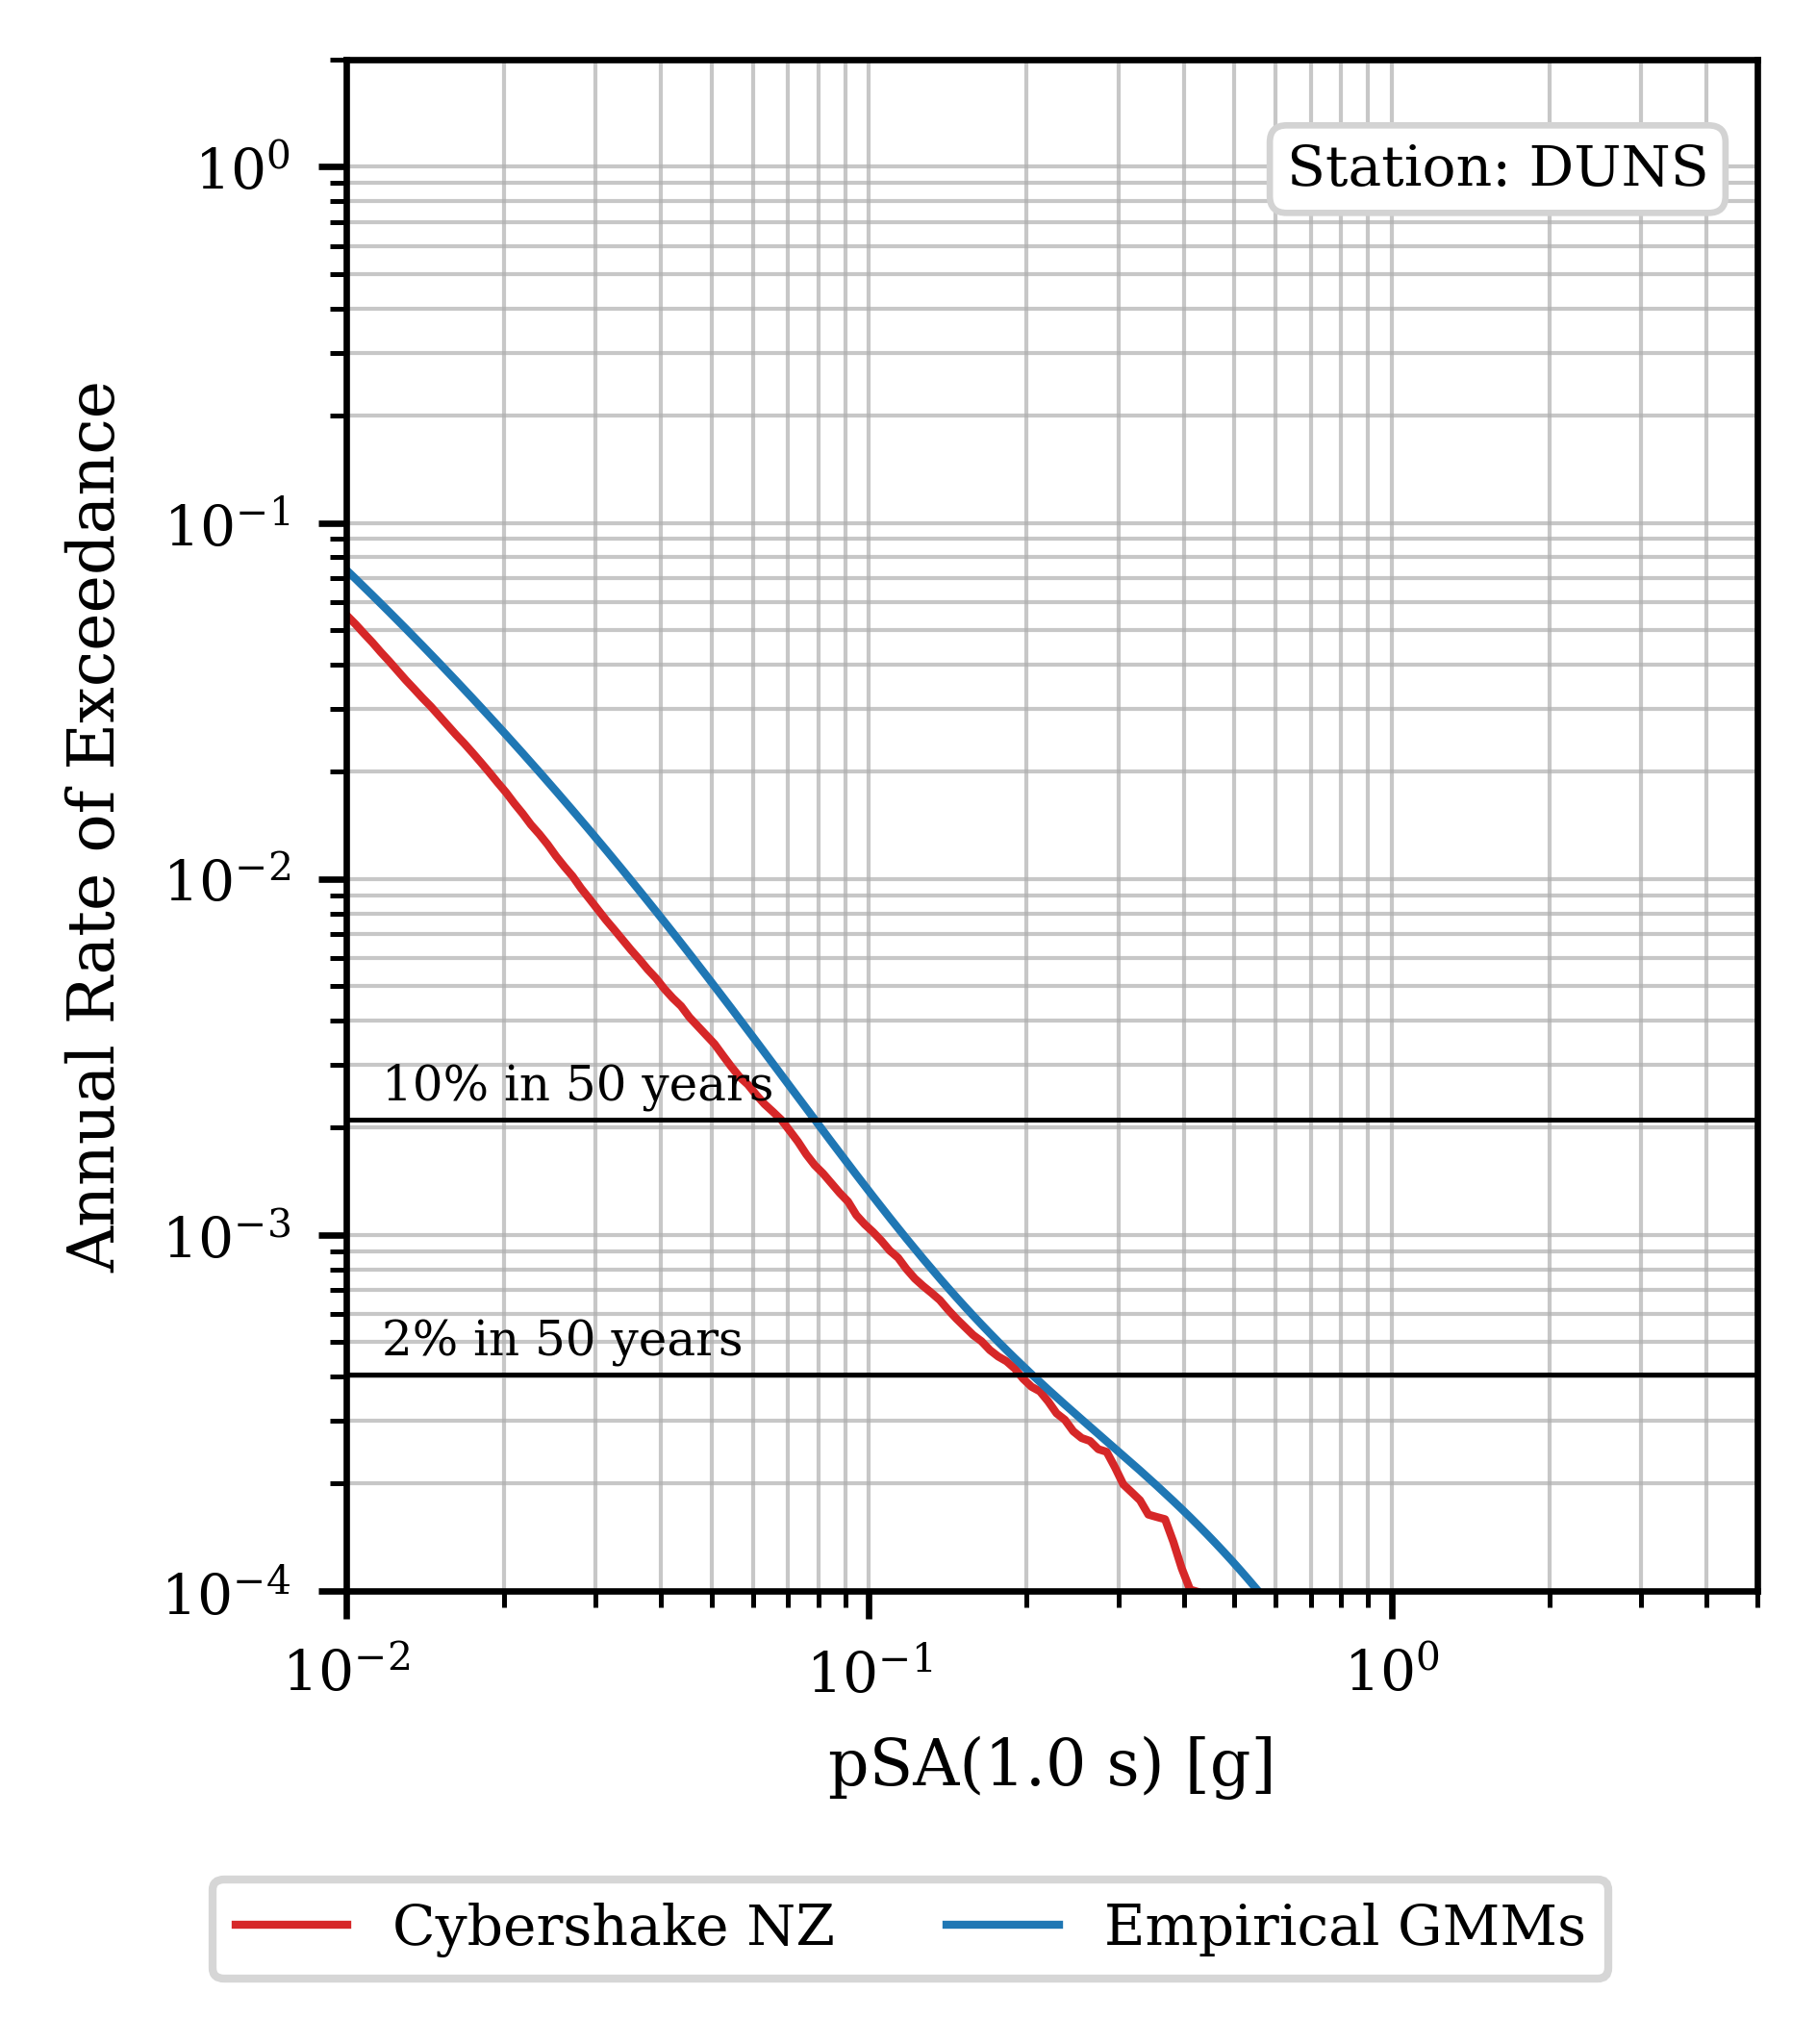 Station: DUNS
Annual Rate of Exceedance
10⁰
10⁻¹
10⁻²
10⁻³
10⁻⁴
10% in 50 years
2% in 50 years
10⁻² 10⁻¹ 10⁰
pSA(1.0 s) [g]
Cybershake NZ Empirical GMMs